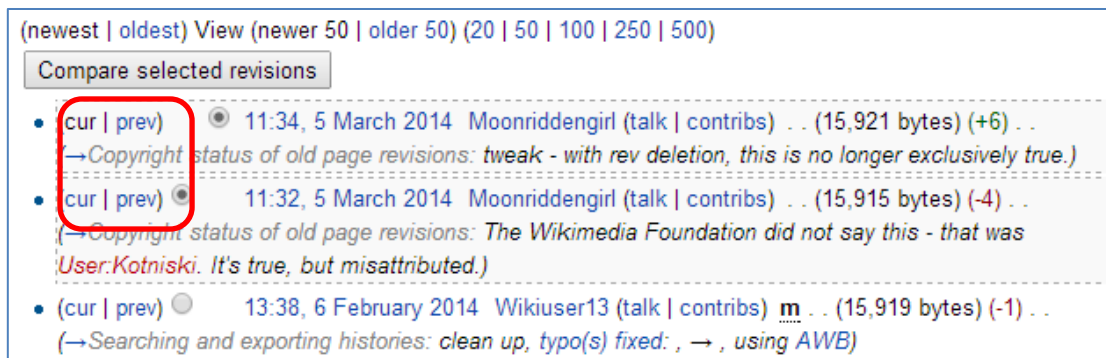 (newest | oldest) View (newer 50 | older 50) (20 | 50 | 100 | 250 | 500)
Compare selected revisions
(cur | prev) 11:34, 5 March 2014 Moonriddengirl (talk | contribs) . . (15,921 bytes) (+6) . .
(→Copyright status of old page revisions: tweak - with rev deletion, this is no longer exclusively true.)
(cur | prev) 11:32, 5 March 2014 Moonriddengirl (talk | contribs) . . (15,915 bytes) (-4) . .
(→Copyright status of old page revisions: The Wikimedia Foundation did not say this - that was
User:Kotniski. It's true, but misattributed.)
(cur | prev) 13:38, 6 February 2014 Wikiuser13 (talk | contribs) m . . (15,919 bytes) (-1) . .
(→Searching and exporting histories: clean up, typo(s) fixed: , → , using AWB)